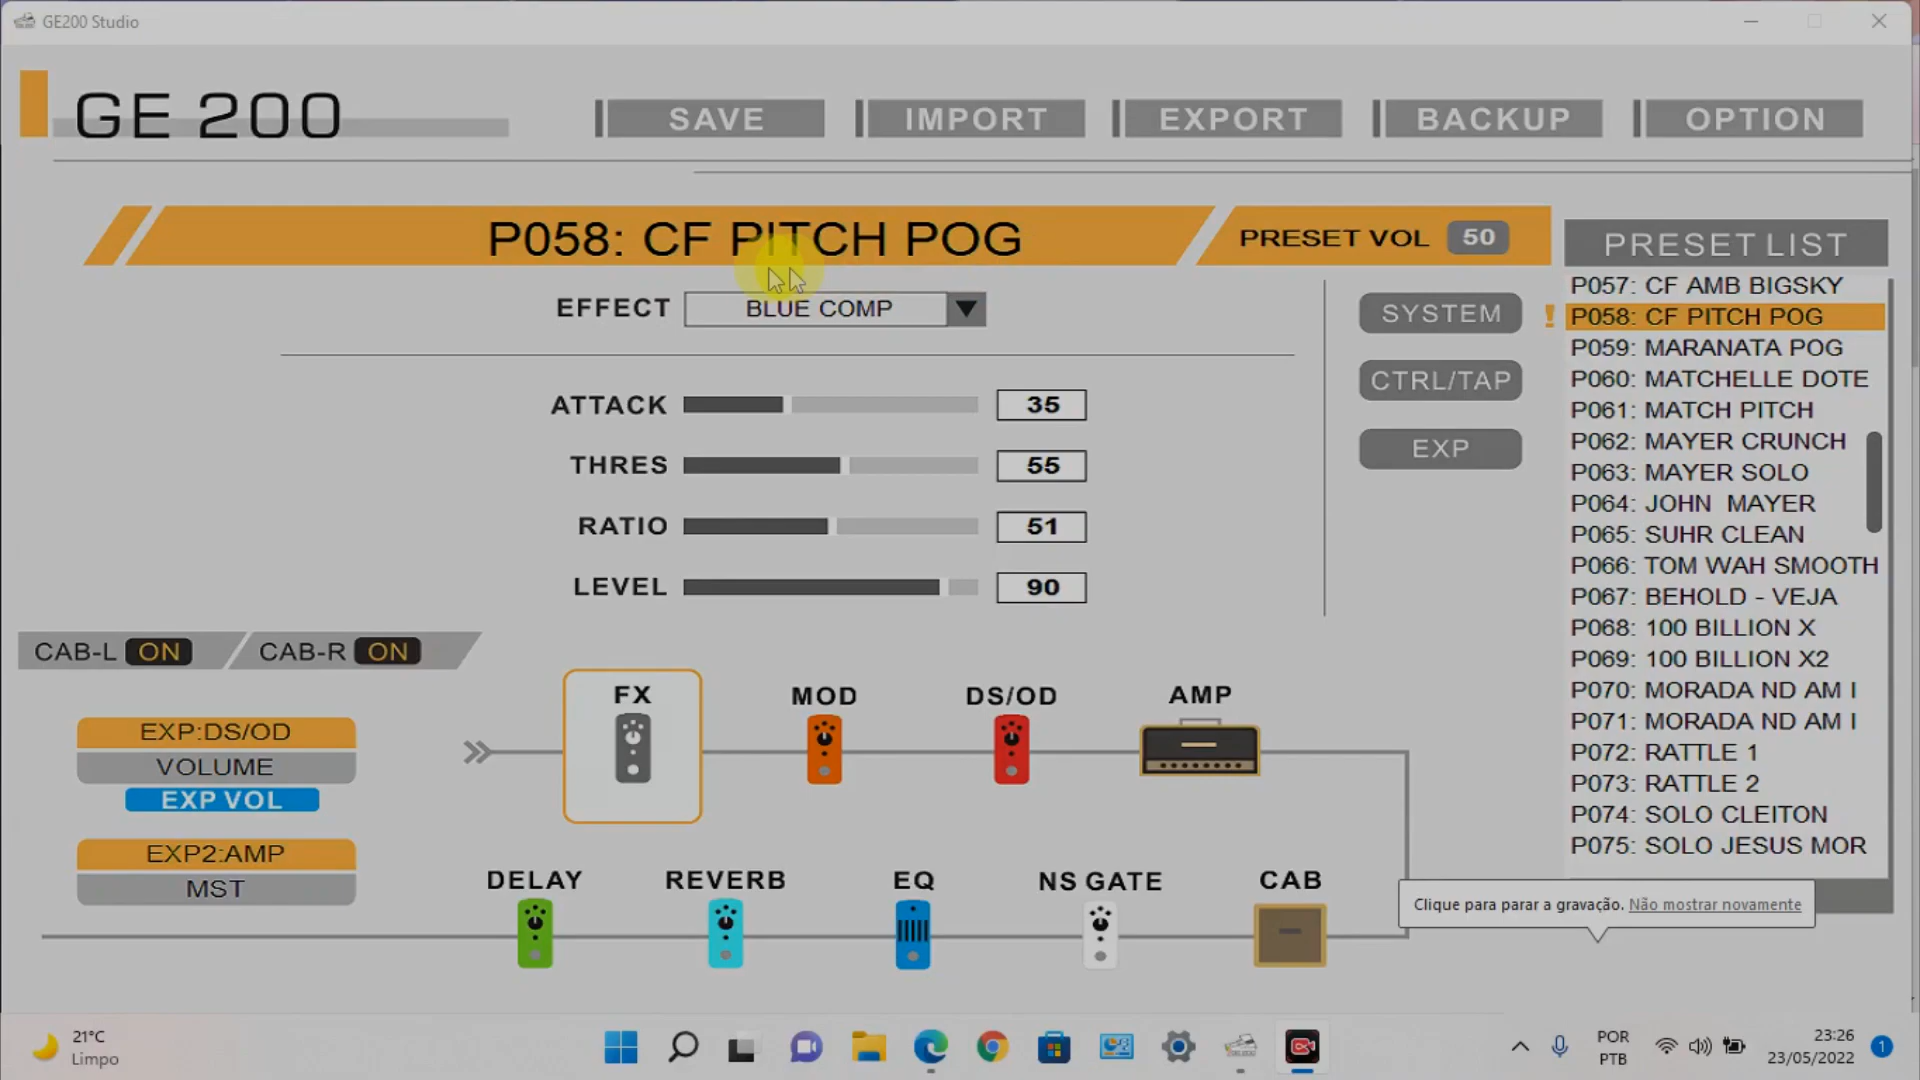 GE200 Studio
GE 200
SAVE
IMPORT
EXPORT
BACKUP
OPTION
P058: CF PITCH POG
PRESET VOL 50
EFFECT BLUE COMP
ATTACK 35
THRES 55
RATIO 51
LEVEL 90
SYSTEM
CTRL/TAP
EXP
PRESET LIST
P057: CF AMB BIGSKY
! P058: CF PITCH POG
P059: MARANATA POG
P060: MATCHELLE DOTE
P061: MATCH PITCH
P062: MAYER CRUNCH
P063: MAYER SOLO
P064: JOHN  MAYER
P065: SUHR CLEAN
P066: TOM WAH SMOOTH
P067: BEHOLD - VEJA
P068: 100 BILLION X
P069: 100 BILLION X2
P070: MORADA ND AM I
P071: MORADA ND AM I
P072: RATTLE 1
P073: RATTLE 2
P074: SOLO CLEITON
P075: SOLO JESUS MOR
CAB-L ON
CAB-R ON
EXP:DS/OD
VOLUME
EXP VOL
EXP2:AMP
MST
FX
MOD
DS/OD
AMP
DELAY
REVERB
EQ
NS GATE
CAB
Clique para parar a gravação. Não mostrar novamente
21°C
Limpo
POR
PTB
23:26
23/05/2022
1